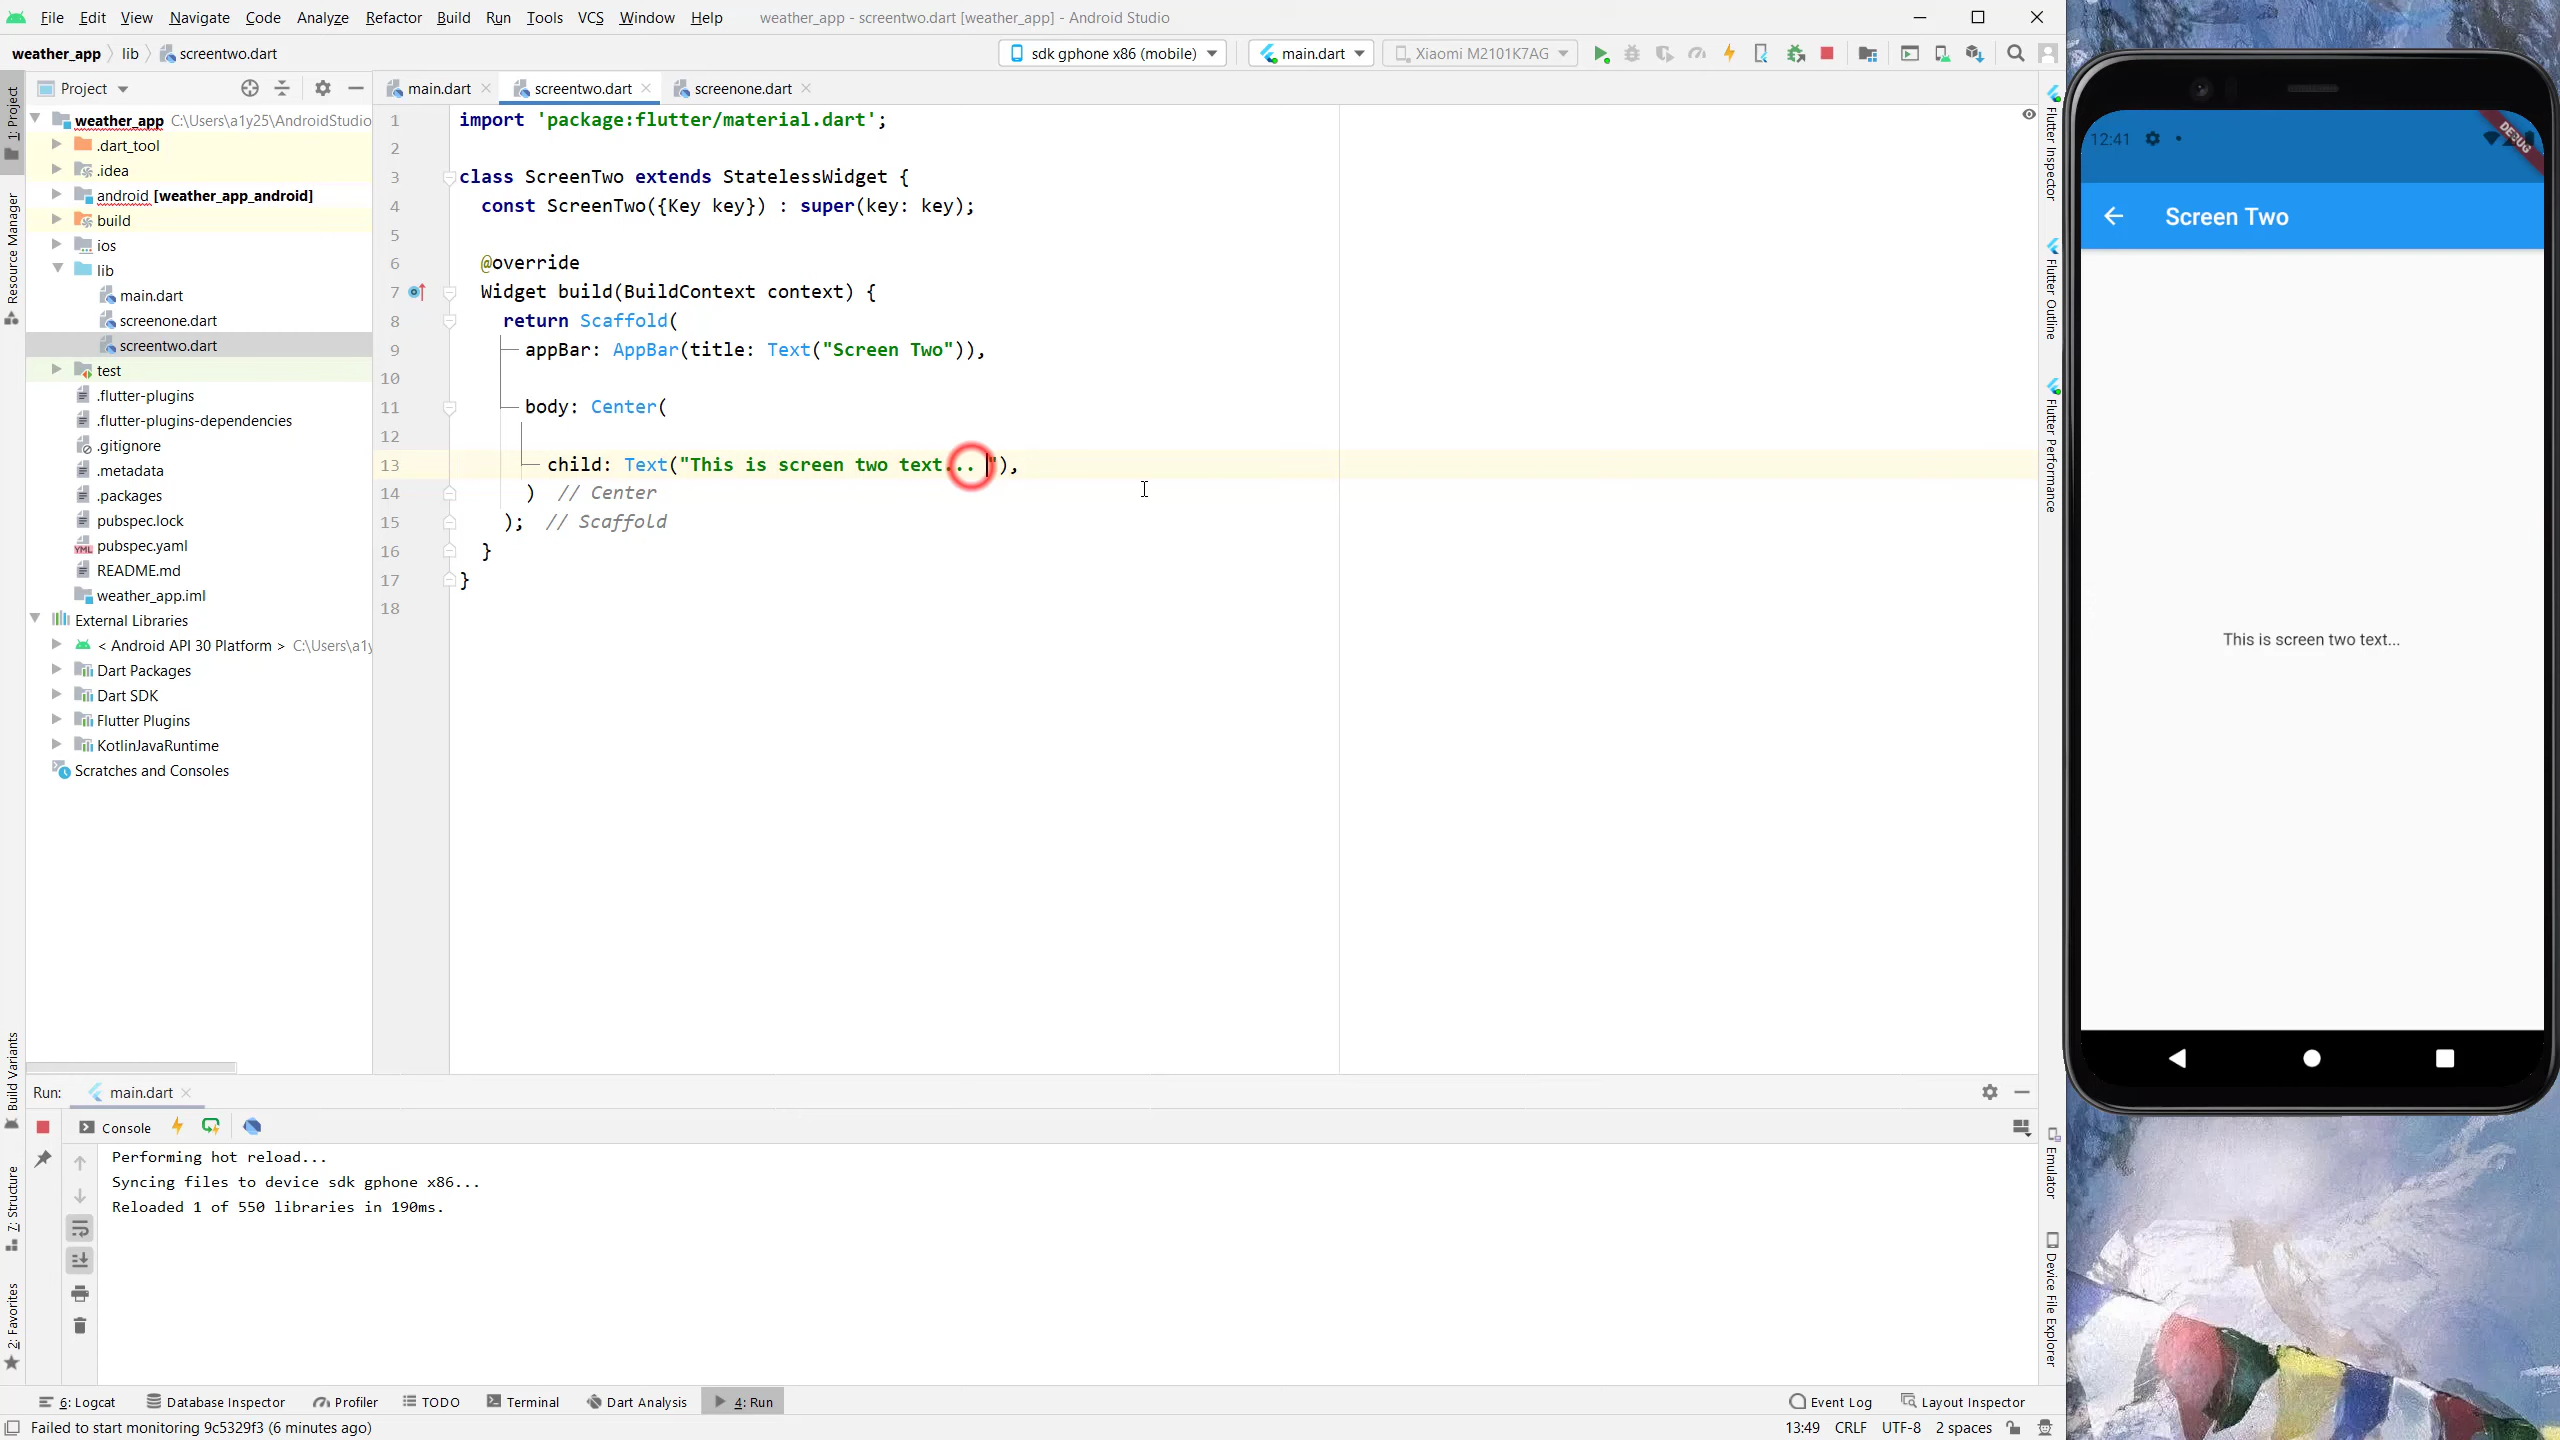 File Edit View Navigate Code Analyze Refactor Build Run Tools VCS Window Help weather_app - screentwo.dart [weather_app] - Android Studio
weather_app lib screentwo.dart sdk gphone x86 (mobile) main.dart Xiaomi M2101K7AG
Project main.dart screentwo.dart screenone.dart
1: Project
Resource Manager
Build Variants
7: Structure
2: Favorites
weather_app C:\Users\a1y25\AndroidStudio
.dart_tool
.idea
android [weather_app_android]
build
ios
lib
main.dart
screenone.dart
screentwo.dart
test
.flutter-plugins
.flutter-plugins-dependencies
.gitignore
.metadata
.packages
pubspec.lock
pubspec.yaml
README.md
weather_app.iml
External Libraries
< Android API 30 Platform > C:\Users\a1y
Dart Packages
Dart SDK
Flutter Plugins
KotlinJavaRuntime
Scratches and Consoles
1 import 'package:flutter/material.dart';
2
3 class ScreenTwo extends StatelessWidget {
4 const ScreenTwo({Key key}) : super(key: key);
5
6 @override
7 Widget build(BuildContext context) {
8 return Scaffold(
9 appBar: AppBar(title: Text("Screen Two")),
10
11 body: Center(
12
13 child: Text("This is screen two text... "),
14 ) // Center
15 ); // Scaffold
16 }
17 }
18
Flutter Inspector
Flutter Outline
Flutter Performance
Emulator
Device File Explorer
12:41
DEBUG
Screen Two
This is screen two text...
Run: main.dart
Console
Performing hot reload...
Syncing files to device sdk gphone x86...
Reloaded 1 of 550 libraries in 190ms.
6: Logcat Database Inspector Profiler TODO Terminal Dart Analysis 4: Run Event Log Layout Inspector
Failed to start monitoring 9c5329f3 (6 minutes ago) 13:49 CRLF UTF-8 2 spaces